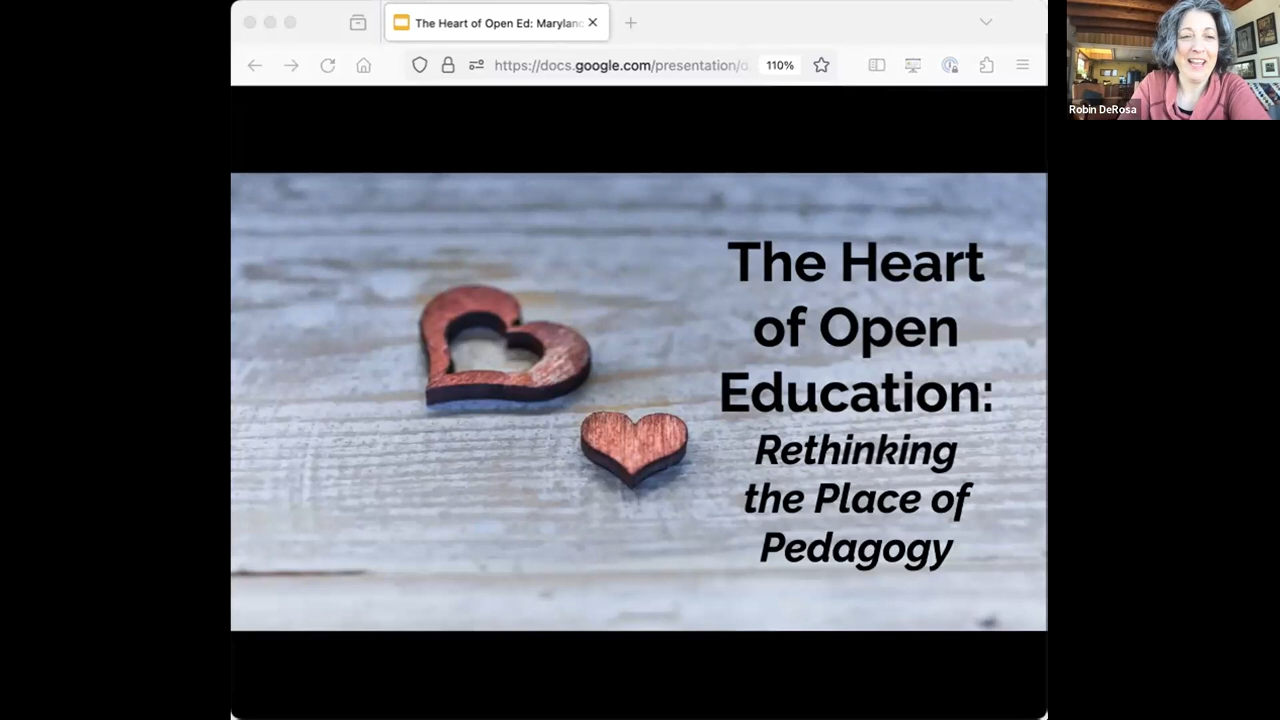 The Heart of Open Ed: Marylan
https://docs.google.com/presentation/d
110%
Robin DeRosa
The Heart
of Open
Education:
Rethinking
the Place of
Pedagogy